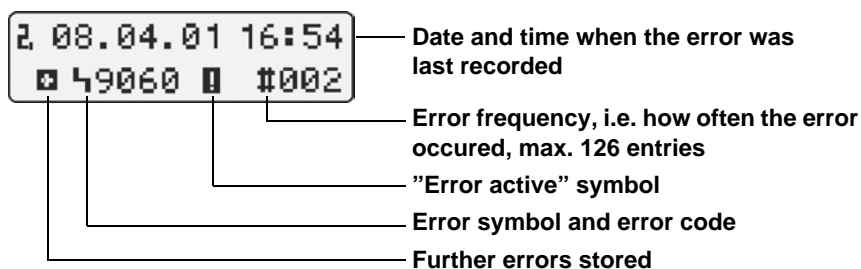 2. 08.04.01 16:54
9060 ! #002
Date and time when the error was
last recorded
Error frequency, i.e. how often the error
occured, max. 126 entries
”Error active” symbol
Error symbol and error code
Further errors stored